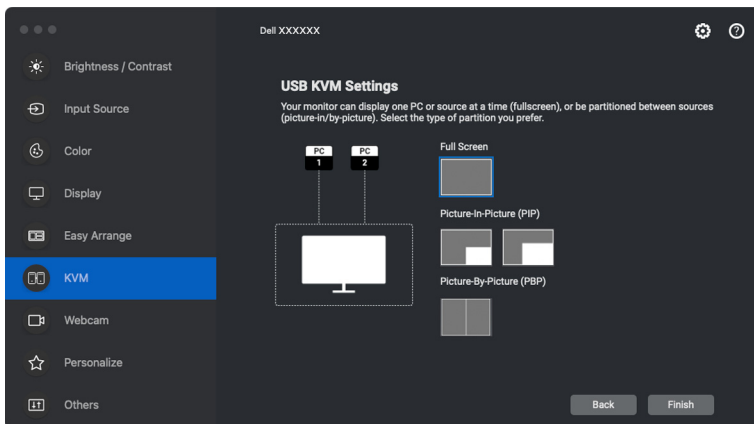 Dell XXXXXX
Brightness / Contrast
Input Source
Color
Display
Easy Arrange
KVM
Webcam
Personalize
Others
USB KVM Settings
Your monitor can display one PC or source at a time (fullscreen), or be partitioned between sources
(picture-in/by-picture). Select the type of partition you prefer.
PC
1
PC
2
Full Screen
Picture-In-Picture (PIP)
Picture-By-Picture (PBP)
Back
Finish